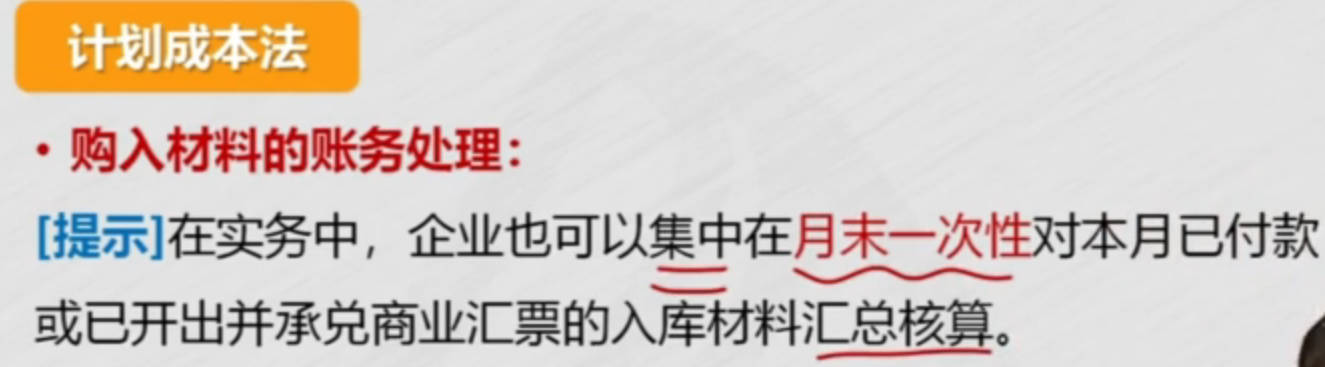 计划成本法
• 购入材料的账务处理：
[提示]在实务中，企业也可以集中在月末一次性对本月已付款
或已开出并承兑商业汇票的入库材料汇总核算。